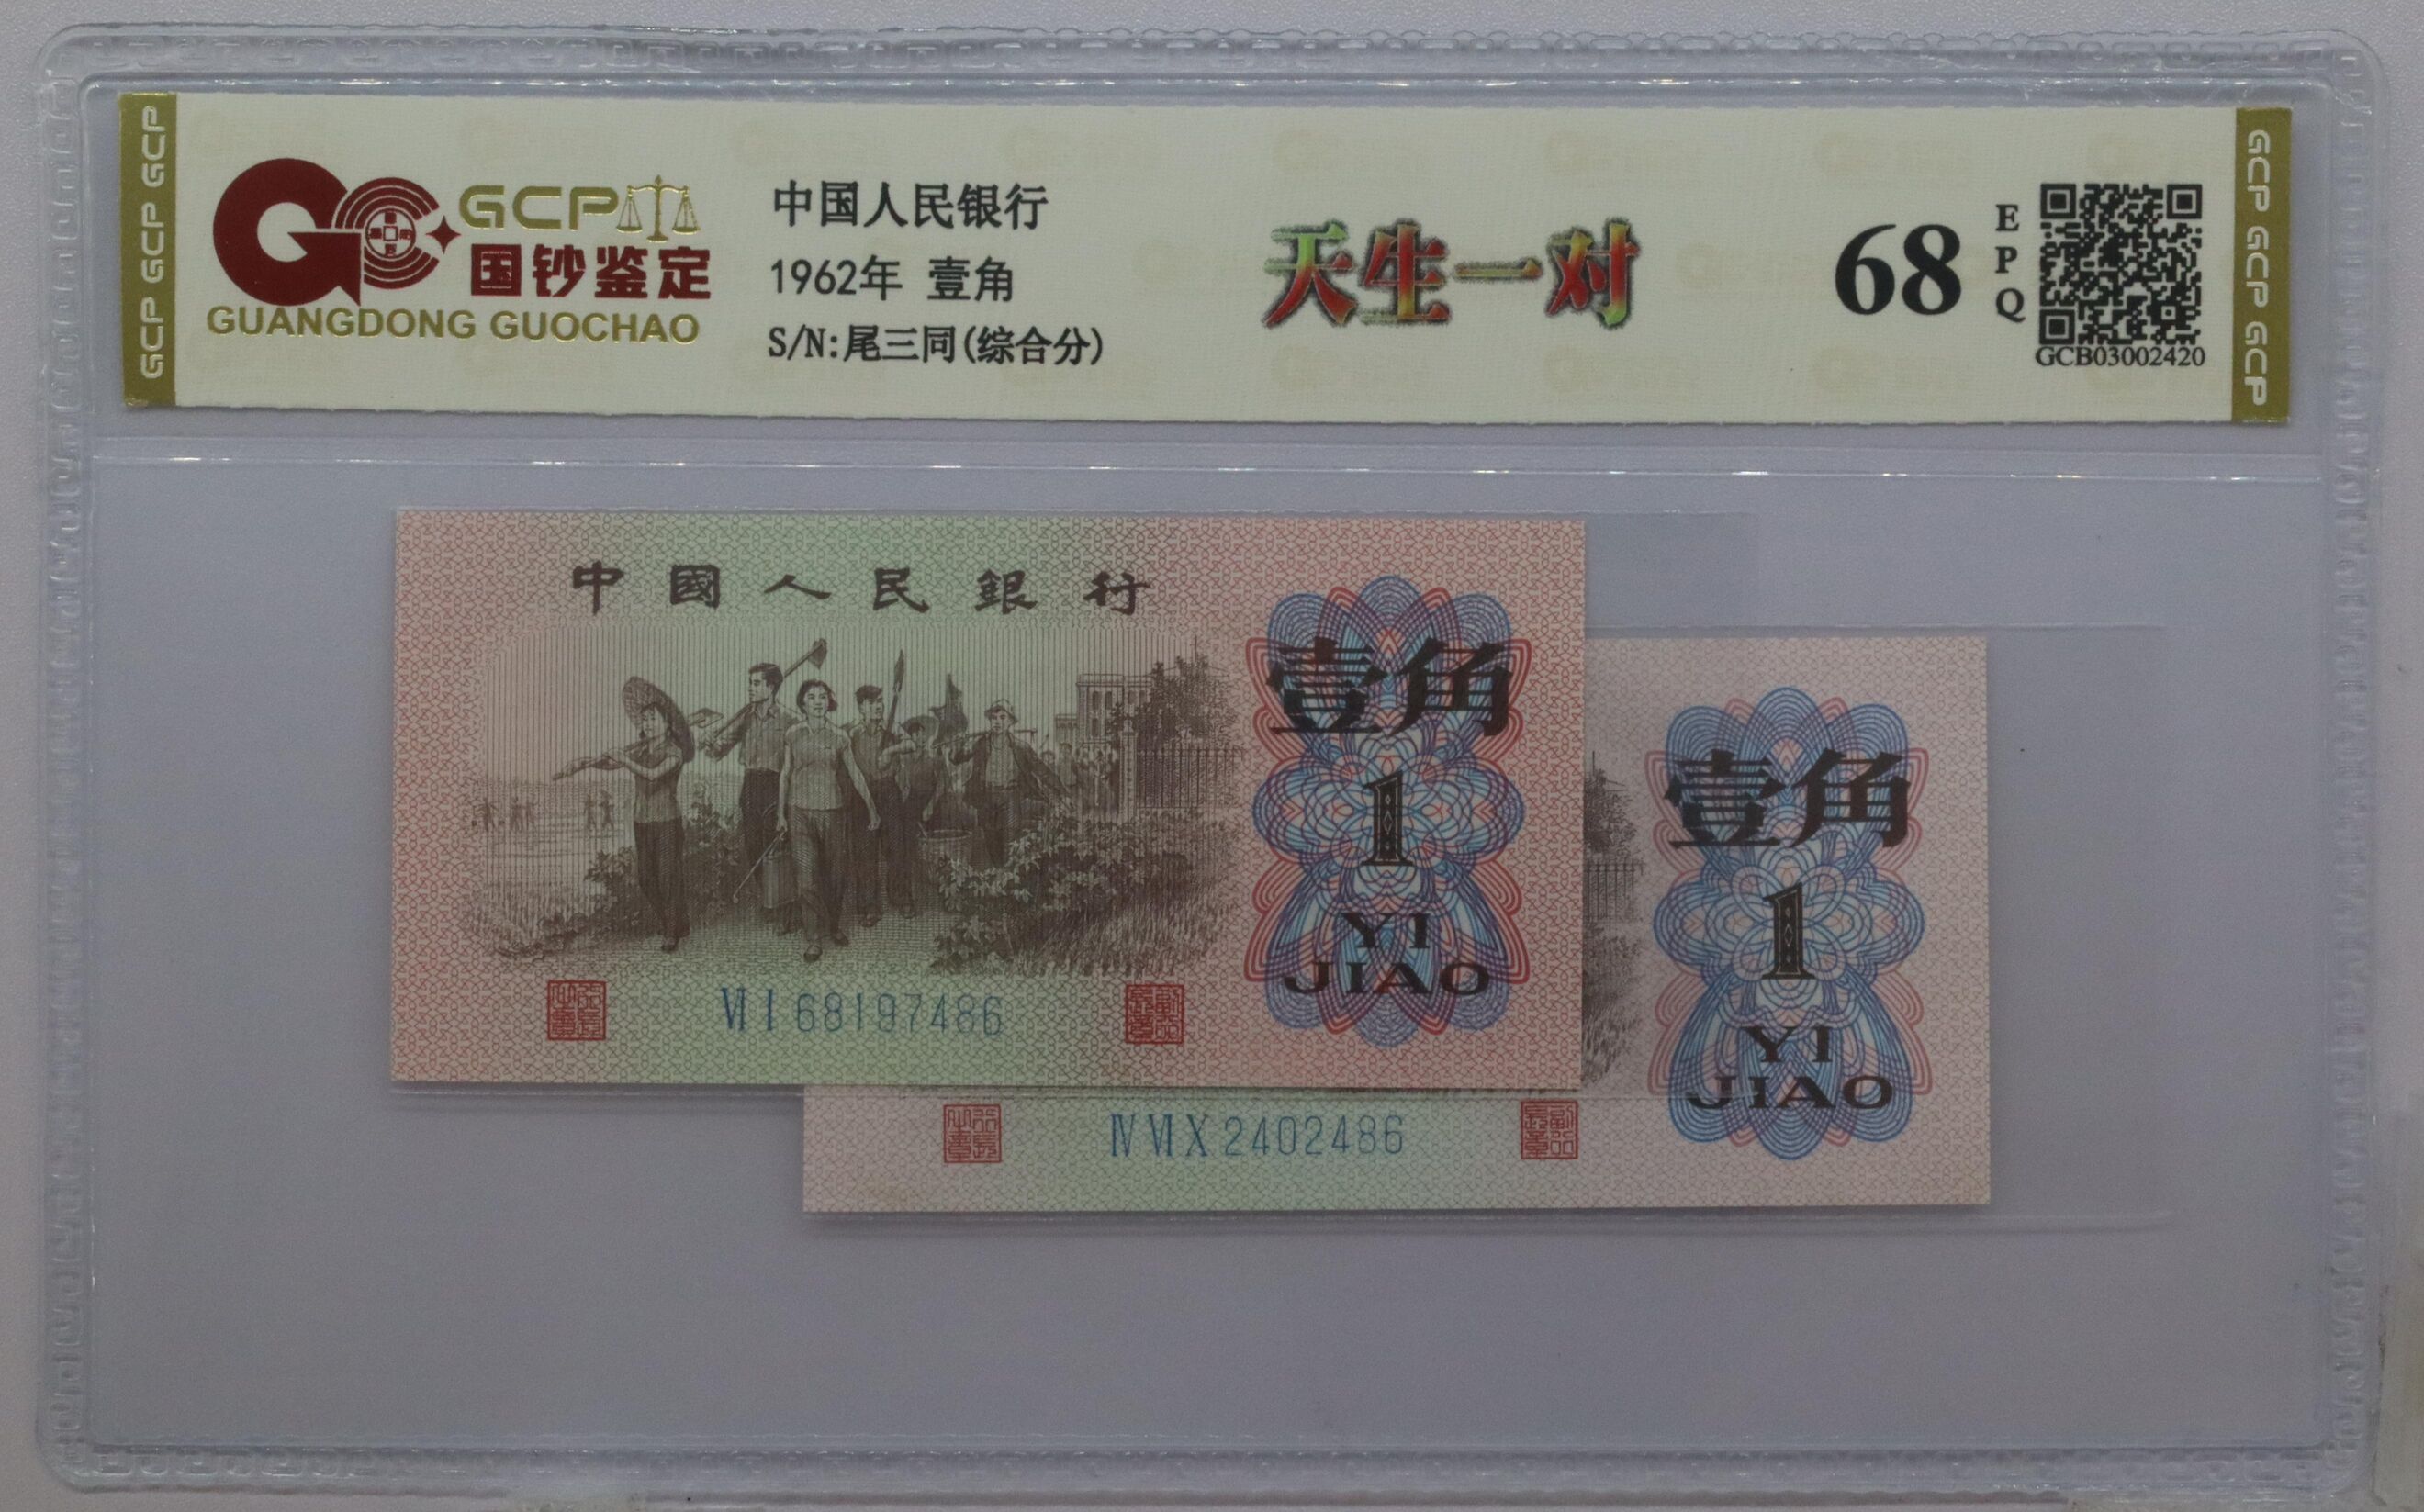 GCP GCP GCP
GCP
国钞鉴定
GUANGDONG GUOCHAO
中国人民银行
1962年 壹角
S/N:尾三同(综合分)
天生一对
68
EPQ
GCB03002420
GCP GCP GCP
中國人民銀行
壹角
1
YI
JIAO
Ⅵ Ⅰ 68197486
壹角
1
YI
JIAO
Ⅳ Ⅵ Ⅹ 2402486